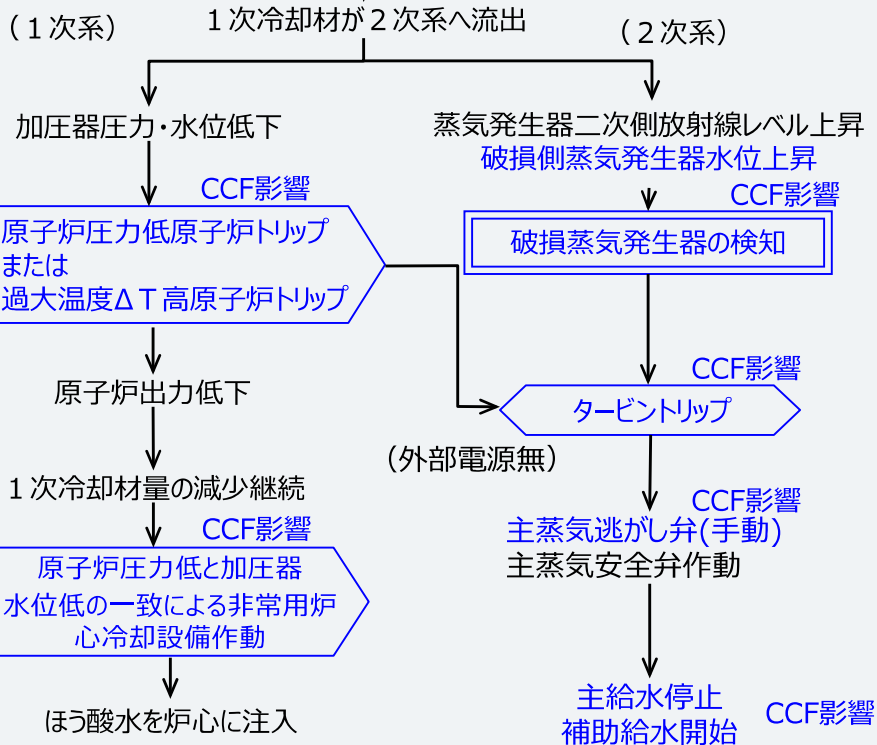 (１次系)
１次冷却材が２次系へ流出
(２次系)
加圧器圧力・水位低下
蒸気発生器二次側放射線レベル上昇
破損側蒸気発生器水位上昇
CCF影響
原子炉圧力低原子炉トリップ
または
過大温度ΔＴ高原子炉トリップ
CCF影響
破損蒸気発生器の検知
原子炉出力低下
CCF影響
タービントリップ
(外部電源無)
１次冷却材量の減少継続
CCF影響
主蒸気逃がし弁(手動)
主蒸気安全弁作動
CCF影響
原子炉圧力低と加圧器
水位低の一致による非常用炉
心冷却設備作動
ほう酸水を炉心に注入
主給水停止
補助給水開始
CCF影響